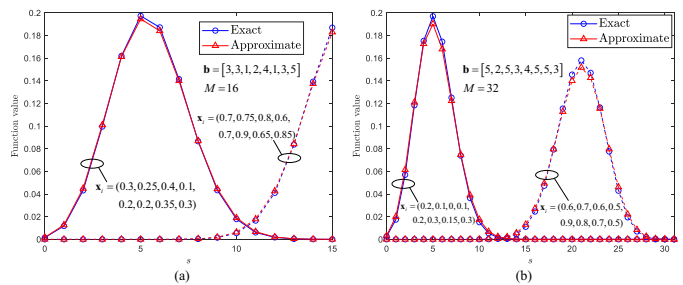 0.2
0.18
0.16
0.14
0.12
0.1
0.08
0.06
0.04
0.02
0
Function value
Exact
Approximate
b = [3,3,1,2,4,1,3,5]
M = 16
x_i = (0.7, 0.75, 0.8, 0.6,
0.7, 0.9, 0.65, 0.85)
x_i = (0.3, 0.25, 0.4, 0.1,
0.2, 0.2, 0.35, 0.3)
0 5 10 15
s
(a)
0.2
0.18
0.16
0.14
0.12
0.1
0.08
0.06
0.04
0.02
0
Function value
Exact
Approximate
b = [5,2,5,3,4,5,5,3]
M = 32
x_i = (0.2, 0.1, 0, 0.1,
0.2, 0.3, 0.15, 0.3)
x_i = (0.6, 0.7, 0.6, 0.5,
0.9, 0.8, 0.7, 0.5)
0 5 10 15 20 25 30
s
(b)